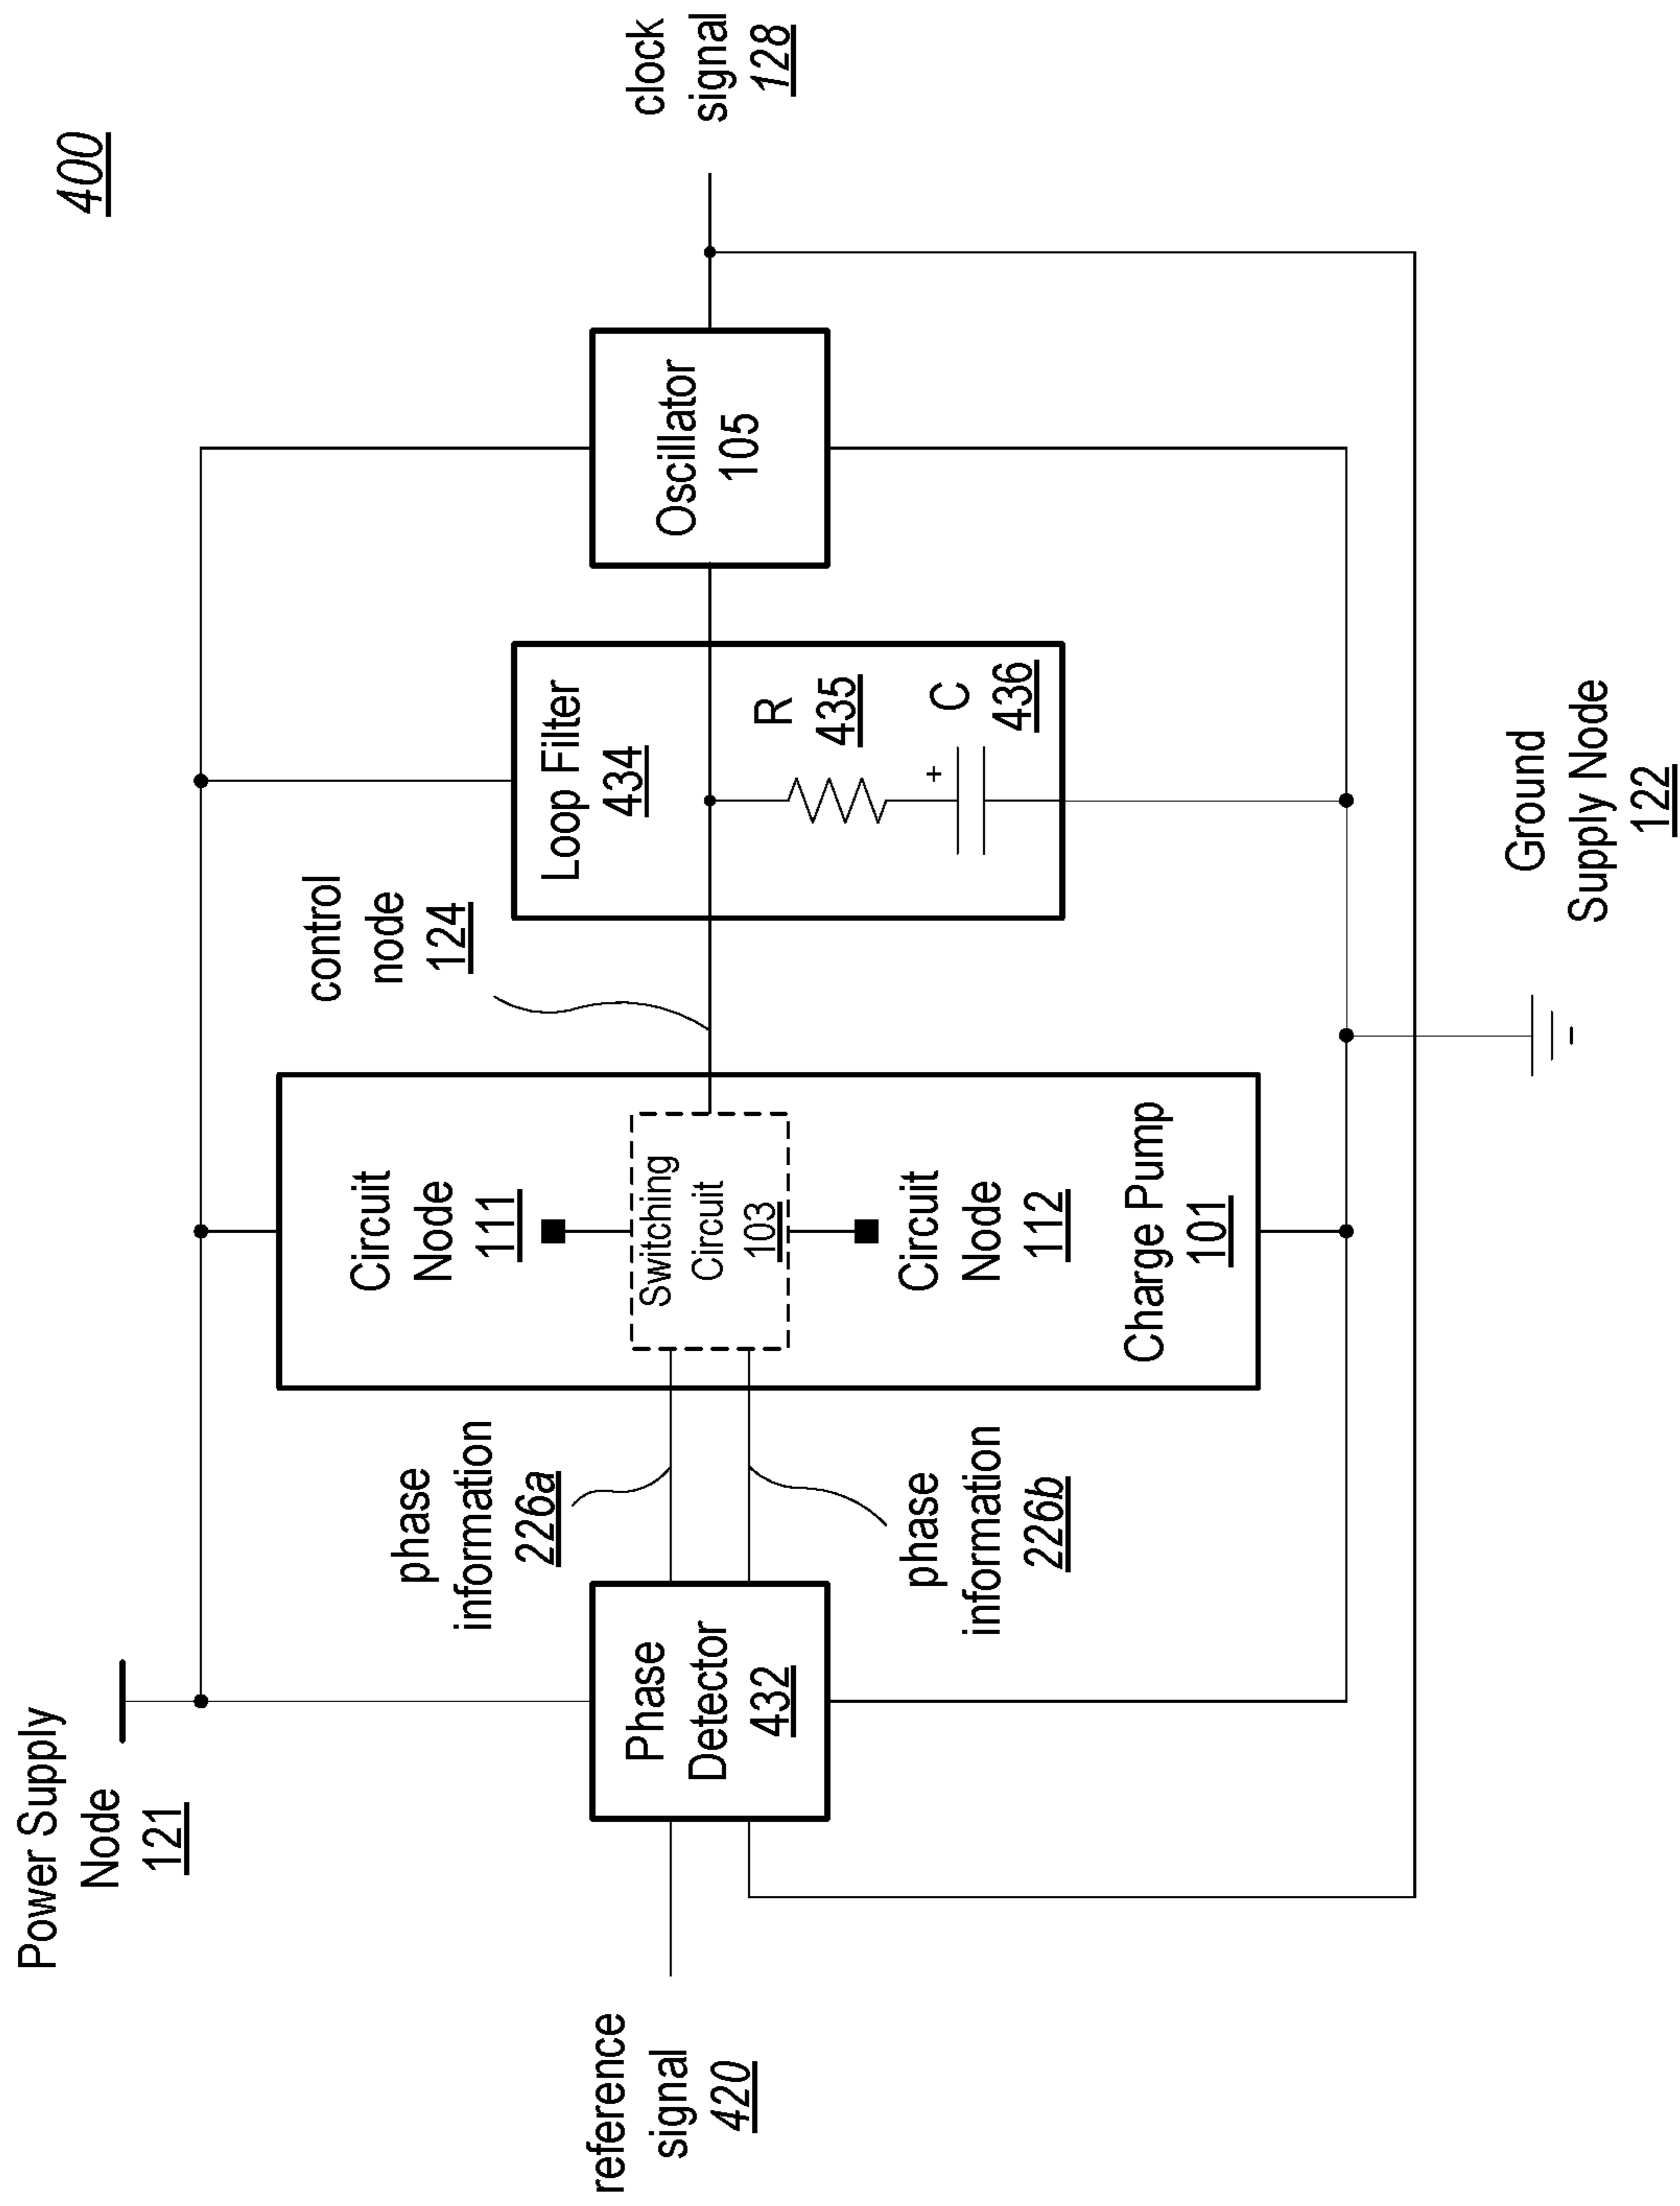 400
Power Supply
Node
121
reference
signal
420
Phase
Detector
432
phase
information
226a
phase
information
226b
Circuit
Node
111
Switching
Circuit
103
Circuit
Node
112
Charge Pump
101
control
node
124
Loop Filter
434
R
435
+
C
436
Oscillator
105
clock
signal
128
Ground
Supply Node
122